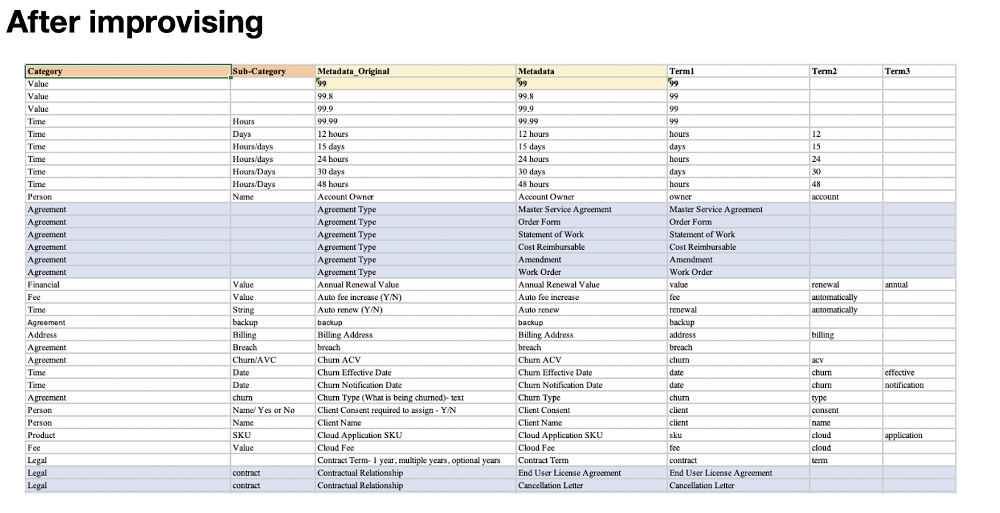 After improvising
Category Sub-Category Metadata_Original Metadata Term1 Term2 Term3
Value 99 99 99
Value 99.8 99.8 99
Value 99.9 99.9 99
Time Hours 99.99 99.99 99
Time Days 12 hours 12 hours hours 12
Time Hours/days 15 days 15 days days 15
Time Hours/days 24 hours 24 hours hours 24
Time Hours/Days 30 days 30 days days 30
Time Hours/Days 48 hours 48 hours hours 48
Person Name Account Owner Account Owner owner account
Agreement Agreement Type Master Service Agreement Master Service Agreement
Agreement Agreement Type Order Form Order Form
Agreement Agreement Type Statement of Work Statement of Work
Agreement Agreement Type Cost Reimbursable Cost Reimbursable
Agreement Agreement Type Amendment Amendment
Agreement Agreement Type Work Order Work Order
Financial Value Annual Renewal Value Annual Renewal Value value renewal annual
Fee Value Auto fee increase (Y/N) Auto fee increase fee automatically
Time String Auto renew (Y/N) Auto renew renewal automatically
Agreement backup backup backup backup
Address Billing Billing Address Billing Address address billing
Agreement Breach breach breach breach
Agreement Churn/AVC Churn ACV Churn ACV churn acv
Time Date Churn Effective Date Churn Effective Date date churn effective
Time Date Churn Notification Date Churn Notification Date date churn notification
Agreement churn Churn Type (What is being churned)- text Churn Type churn type
Person Name/ Yes or No Client Consent required to assign - Y/N Client Consent client consent
Person Name Client Name Client Name client name
Product SKU Cloud Application SKU Cloud Application SKU sku cloud application
Fee Value Cloud Fee Cloud Fee fee cloud
Legal Contract Term- 1 year, multiple years, optional years Contract Term contract term
Legal contract Contractual Relationship End User License Agreement End User License Agreement
Legal contract Contractual Relationship Cancellation Letter Cancellation Letter